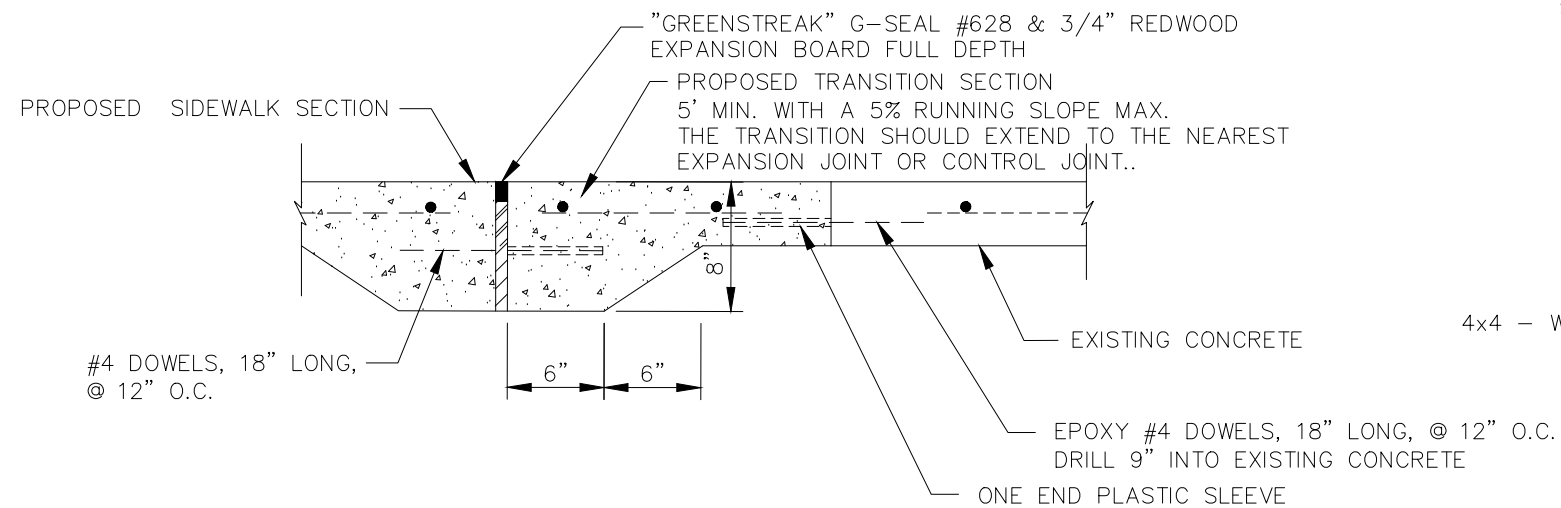 "GREENSTREAK" G-SEAL #628 & 3/4" REDWOOD
EXPANSION BOARD FULL DEPTH
PROPOSED TRANSITION SECTION
5' MIN. WITH A 5% RUNNING SLOPE MAX.
THE TRANSITION SHOULD EXTEND TO THE NEAREST
EXPANSION JOINT OR CONTROL JOINT..
PROPOSED SIDEWALK SECTION
8"
#4 DOWELS, 18" LONG,
@ 12" O.C.
6"
6"
EXISTING CONCRETE
4x4 -
EPOXY #4 DOWELS, 18" LONG, @ 12" O.C.
DRILL 9" INTO EXISTING CONCRETE
ONE END PLASTIC SLEEVE